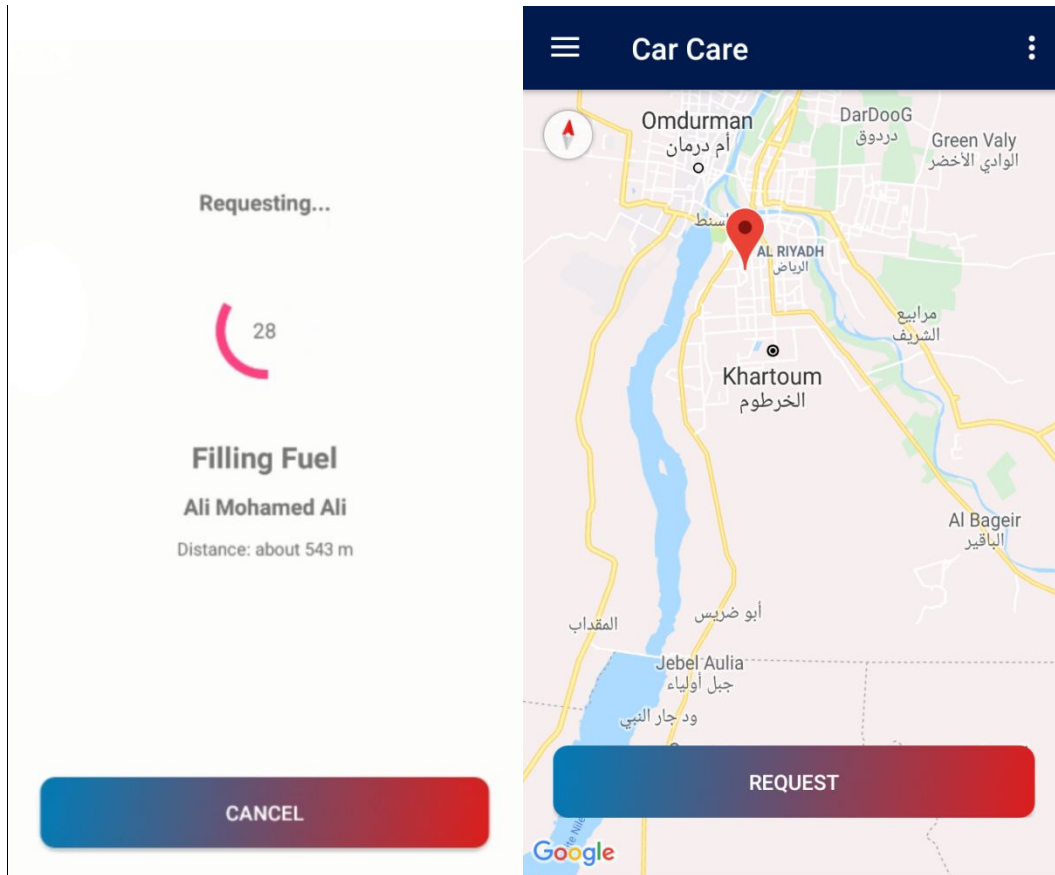 Requesting...
28
Filling Fuel
Ali Mohamed Ali
Distance: about 543 m
CANCEL
Car Care
Omdurman
أم درمان
DarDooG
دردوق
Green Valy
الوادي الأخضر
AL RIYADH
الرياض
مرابيع
الشريف
Khartoum
الخرطوم
Al Bageir
الباقير
أبو ضريس
المقداب
Jebel Aulia
جبل أولياء
ود جار النبي
REQUEST
Google